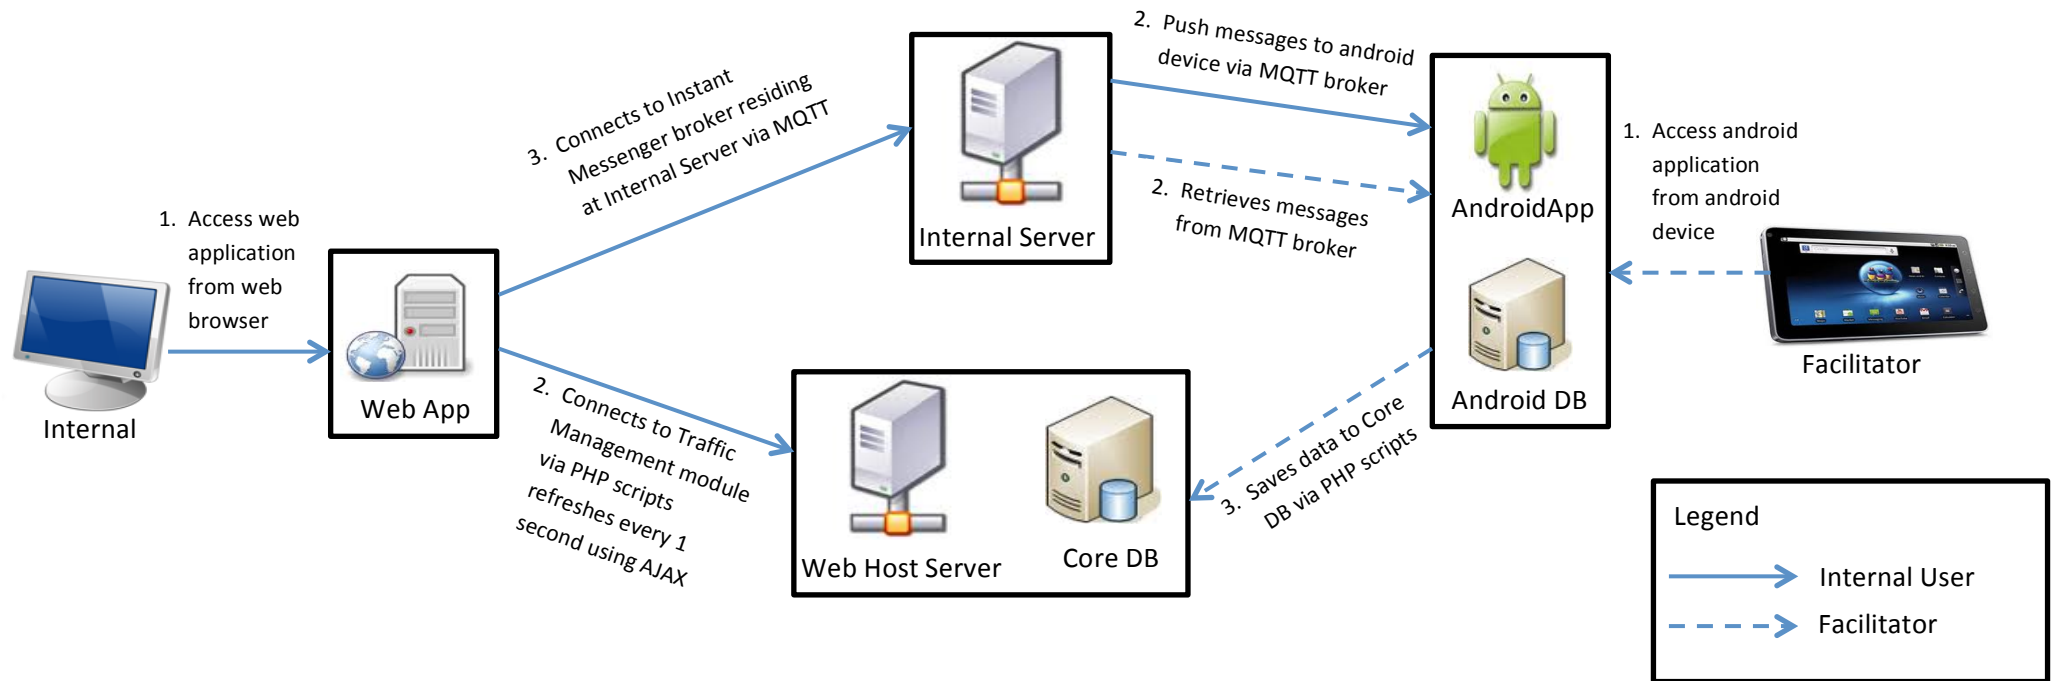 2. Push messages to android
device via MQTT broker
3. Connects to Instant
Messenger broker residing
at Internal Server via MQTT
1. Access android
application
from android
device
2. Retrieves messages
from MQTT broker
AndroidApp
1. Access web
application
from web
browser
Internal Server
Facilitator
Android DB
Web App
Internal
2. Connects to Traffic
Management module
via PHP scripts
refreshes every 1
second using AJAX
3. Saves data to Core
DB via PHP scripts
Web Host Server
Core DB
Legend
Internal User
Facilitator